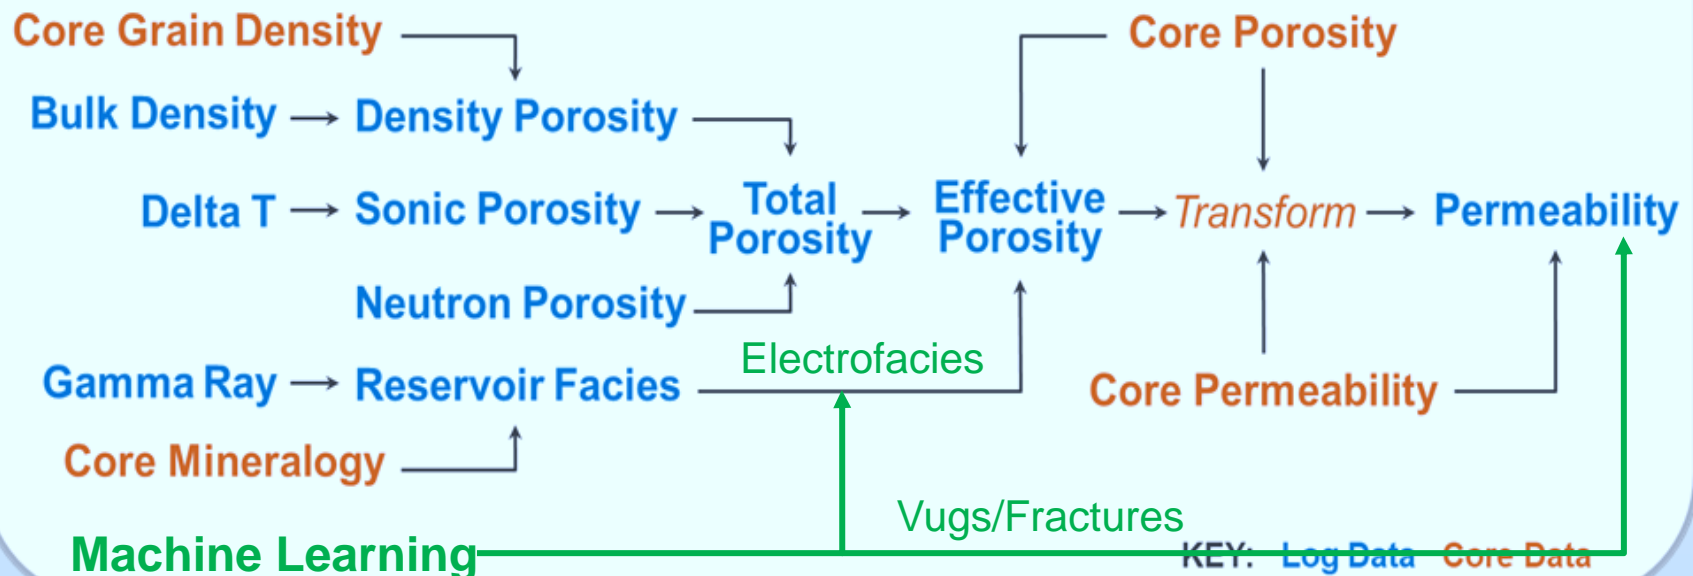 Core Grain Density
Core Porosity
Bulk Density
Density Porosity
Delta T
Sonic Porosity
Total
Porosity
Effective
Porosity
Transform
Permeability
Neutron Porosity
Electrofacies
Gamma Ray
Reservoir Facies
Core Permeability
Core Mineralogy
Vugs/Fractures
Machine Learning
KEY: Log Data Core Data